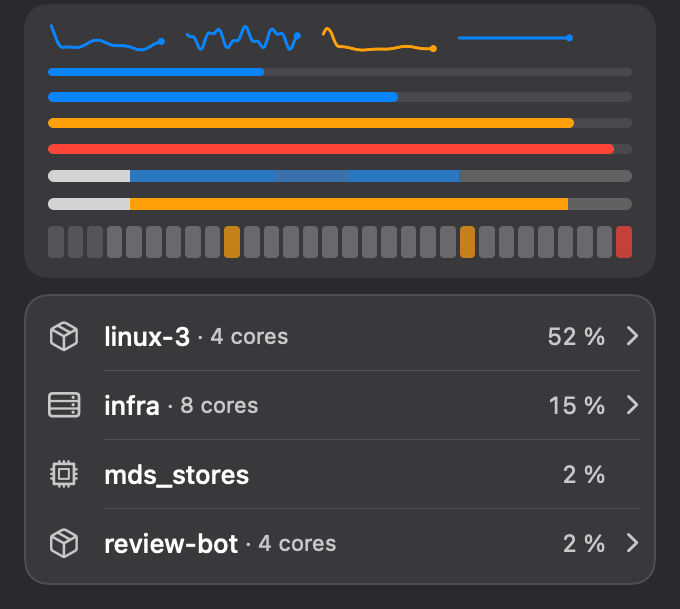 linux-3 · 4 cores 52 %
infra · 8 cores 15 %
mds_stores 2 %
review-bot · 4 cores 2 %